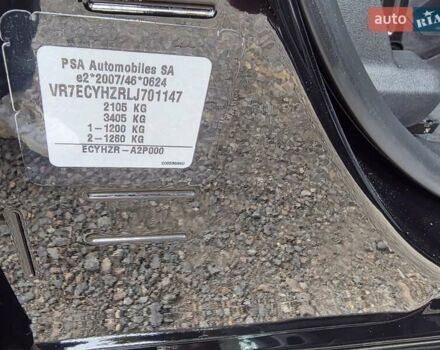 PSA Automobiles SA
e2*2007/46*0624
VR7ECYHZRLJ701147
2105 KG
3405 KG
1-1200 KG
2-1260 KG
ECYHZR-A2P000
auto RIA